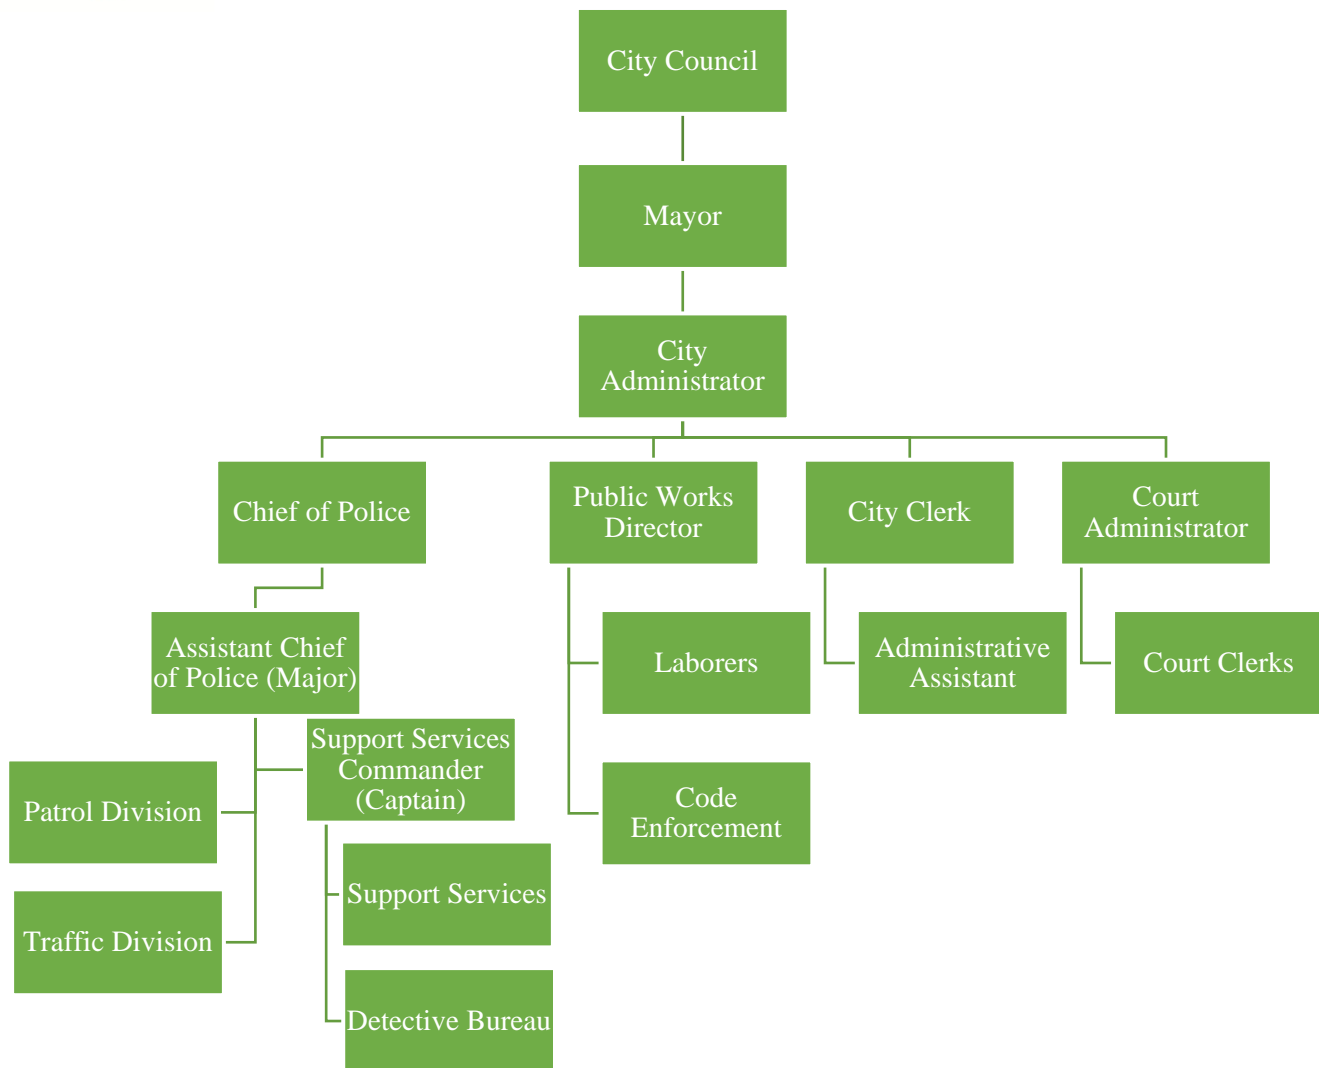 City Council
Mayor
City
Administrator
Chief of Police
Public Works
Director
City Clerk
Court
Administrator
Assistant Chief
of Police (Major)
Laborers
Administrative
Assistant
Court Clerks
Support Services
Commander
(Captain)
Patrol Division
Code
Enforcement
Support Services
Traffic Division
Detective Bureau